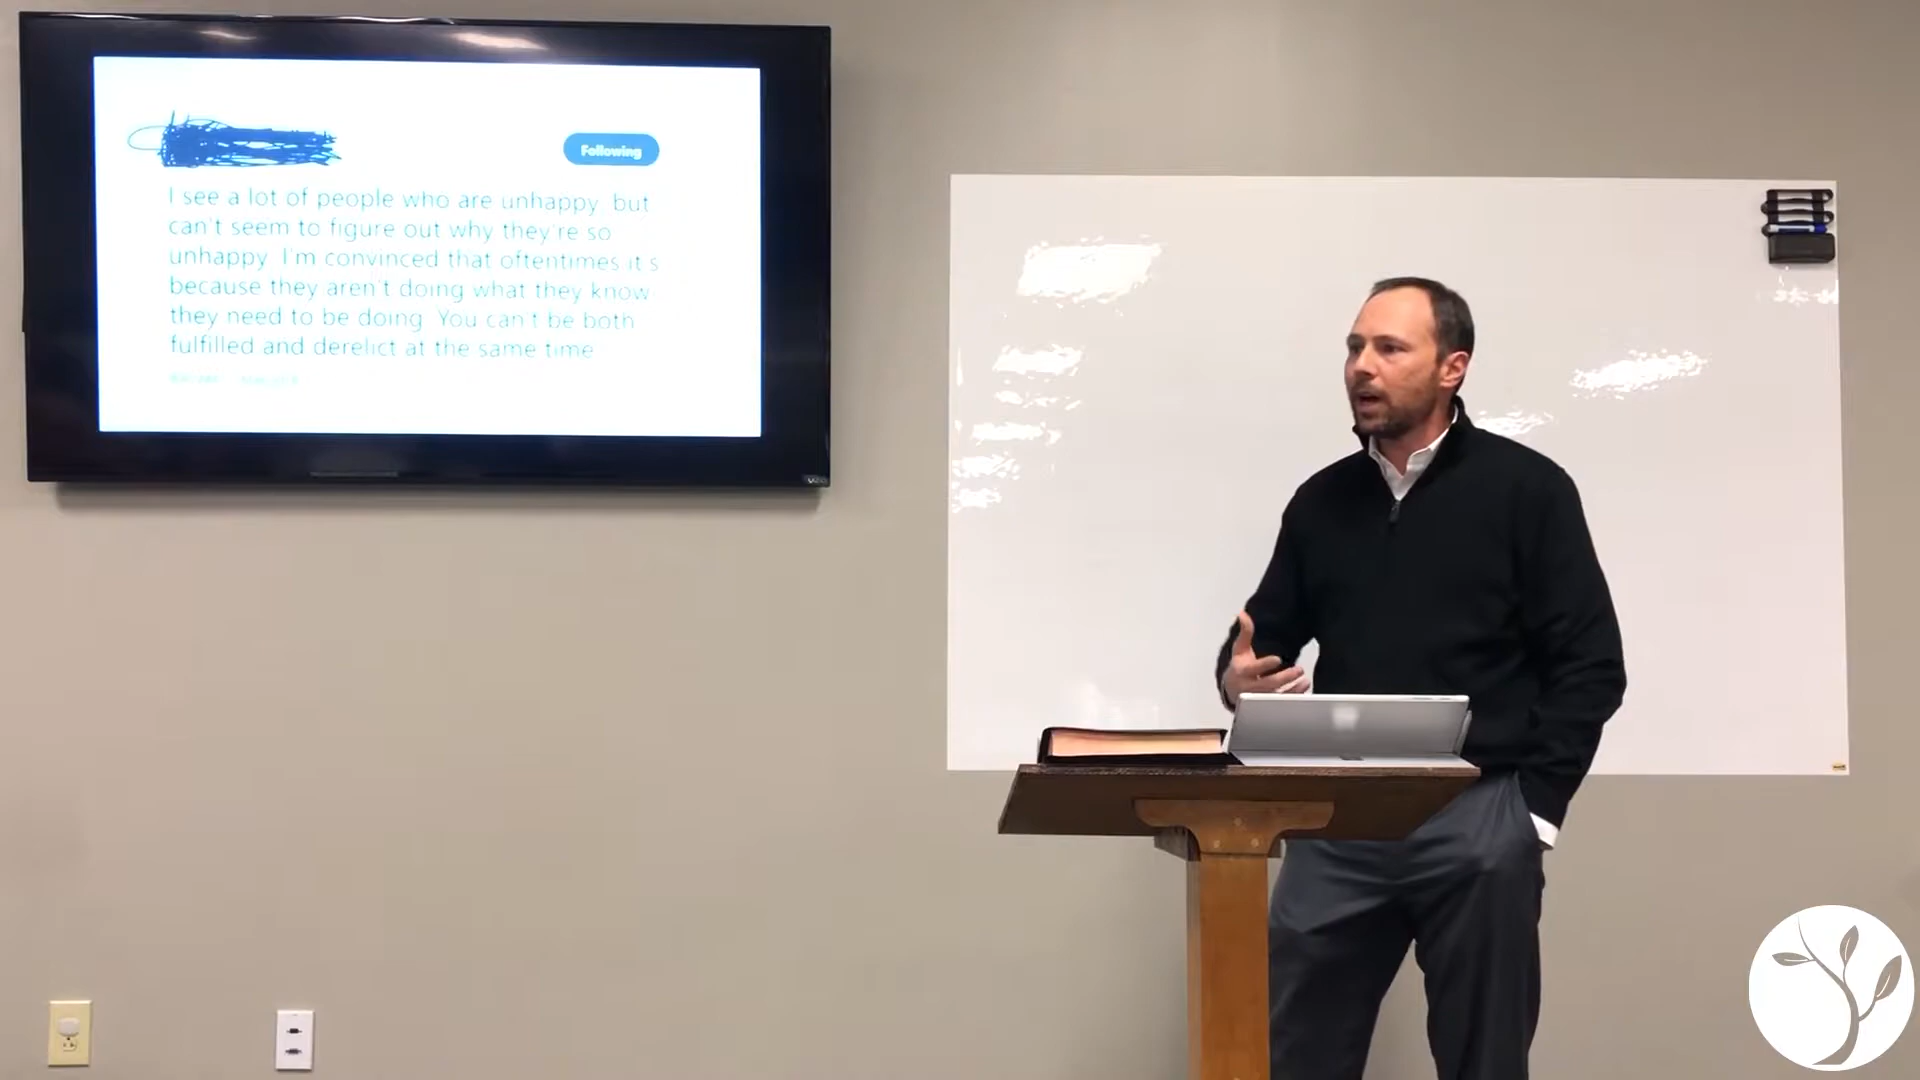 Following
I see a lot of people who are unhappy, but
can't seem to figure out why they're so
unhappy. I'm convinced that oftentimes it's
because they aren't doing what they know
they need to be doing. You can't be both
fulfilled and derelict at the same time
VIZIO